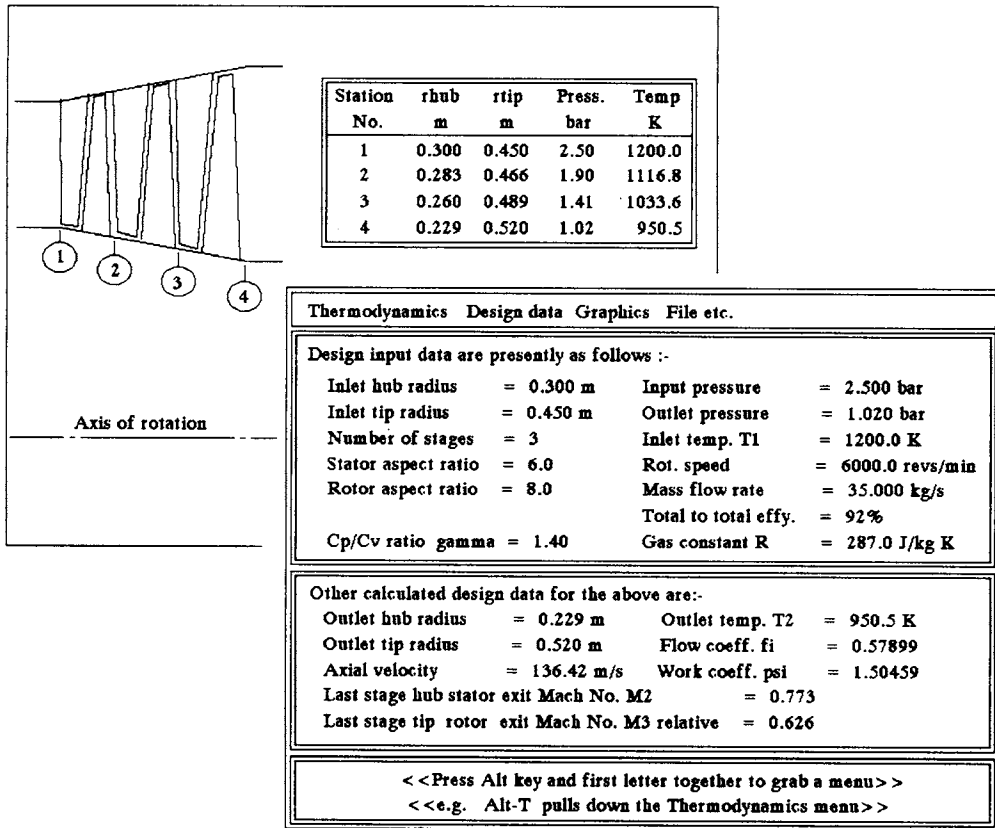 Station rhub rtip Press. Temp
No. m m bar K
1 0.300 0.450 2.50 1200.0
2 0.283 0.466 1.90 1116.8
3 0.260 0.489 1.41 1033.6
4 0.229 0.520 1.02 950.5
1
2
3
4
Axis of rotation
Thermodynamics Design data Graphics File etc.
Design input data are presently as follows :-
Inlet hub radius = 0.300 m Input pressure = 2.500 bar
Inlet tip radius = 0.450 m Outlet pressure = 1.020 bar
Number of stages = 3 Inlet temp. T1 = 1200.0 K
Stator aspect ratio = 6.0 Rot. speed = 6000.0 revs/min
Rotor aspect ratio = 8.0 Mass flow rate = 35.000 kg/s
Total to total effy. = 92%
Cp/Cv ratio gamma = 1.40 Gas constant R = 287.0 J/kg K
Other calculated design data for the above are:-
Outlet hub radius = 0.229 m Outlet temp. T2 = 950.5 K
Outlet tip radius = 0.520 m Flow coeff. fi = 0.57899
Axial velocity = 136.42 m/s Work coeff. psi = 1.50459
Last stage hub stator exit Mach No. M2 = 0.773
Last stage tip rotor exit Mach No. M3 relative = 0.626
<<Press Alt key and first letter together to grab a menu>>
<<e.g. Alt-T pulls down the Thermodynamics menu>>